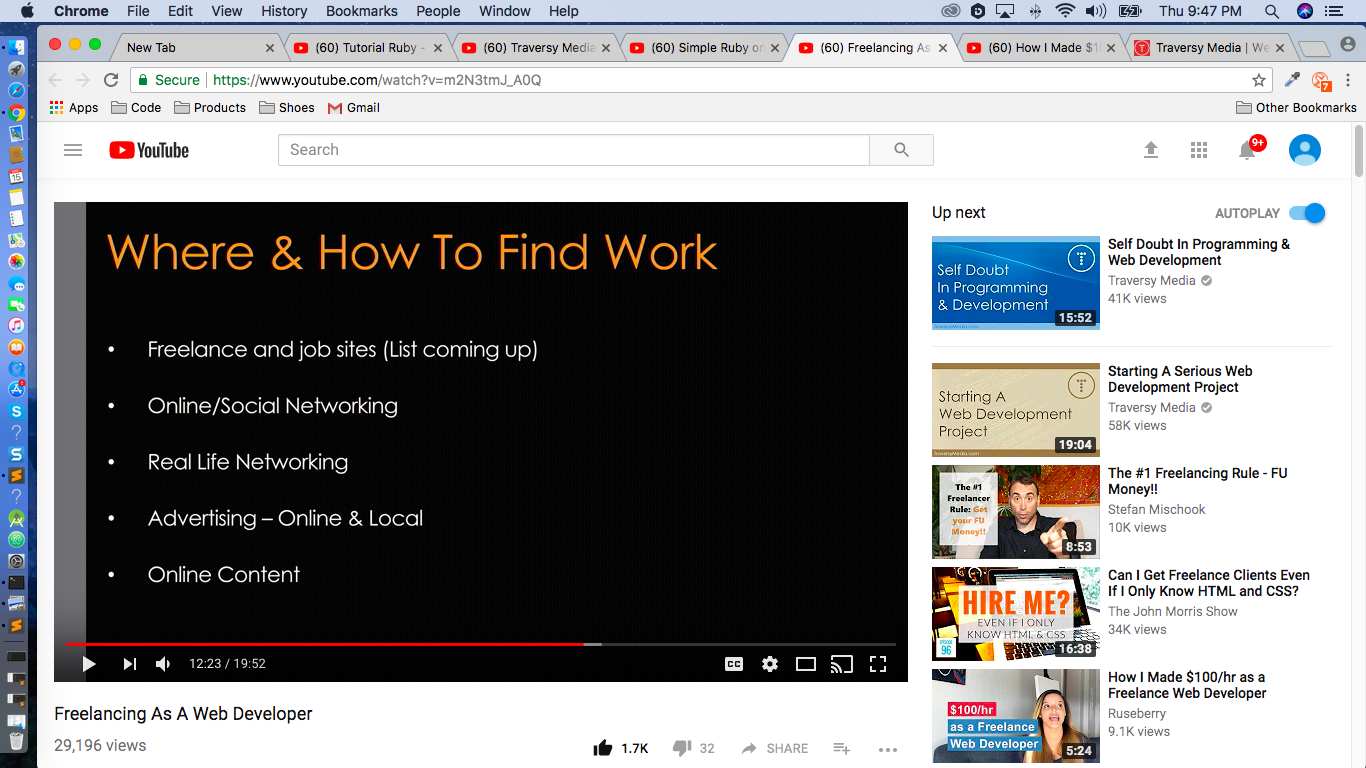 Chrome File Edit View History Bookmarks People Window Help Thu 9:47 PM
New Tab (60) Tutorial Ruby - (60) Traversy Media (60) Simple Ruby on (60) Freelancing As (60) How I Made $1 Traversy Media | We
Secure https://www.youtube.com/watch?v=m2N3tmJ_A0Q 7
Apps Code Products Shoes Gmail Other Bookmarks
YouTube Search 9+
Where & How To Find Work
• Freelance and job sites (List coming up)
• Online/Social Networking
• Real Life Networking
• Advertising – Online & Local
• Online Content
12:23 / 19:52 CC
Freelancing As A Web Developer
29,196 views
1.7K 32 SHARE
Up next AUTOPLAY
Self Doubt
In Programming
& Development
TraversyMedia.com
15:52
Self Doubt In Programming &
Web Development
Traversy Media
41K views
Starting A
Web Development
Project
TraversyMedia.com
19:04
Starting A Serious Web
Development Project
Traversy Media
58K views
The #1
Freelancer
Rule: Get
your FU
Money!!
8:53
The #1 Freelancing Rule - FU
Money!!
Stefan Mischook
10K views
HIRE ME?
EVEN IF I ONLY
KNOW HTML & CSS
EPISODE
96
16:38
Can I Get Freelance Clients Even
If I Only Know HTML and CSS?
The John Morris Show
34K views
$100/hr
as a Freelance
Web Developer
5:24
How I Made $100/hr as a
Freelance Web Developer
Ruseberry
9.1K views
15